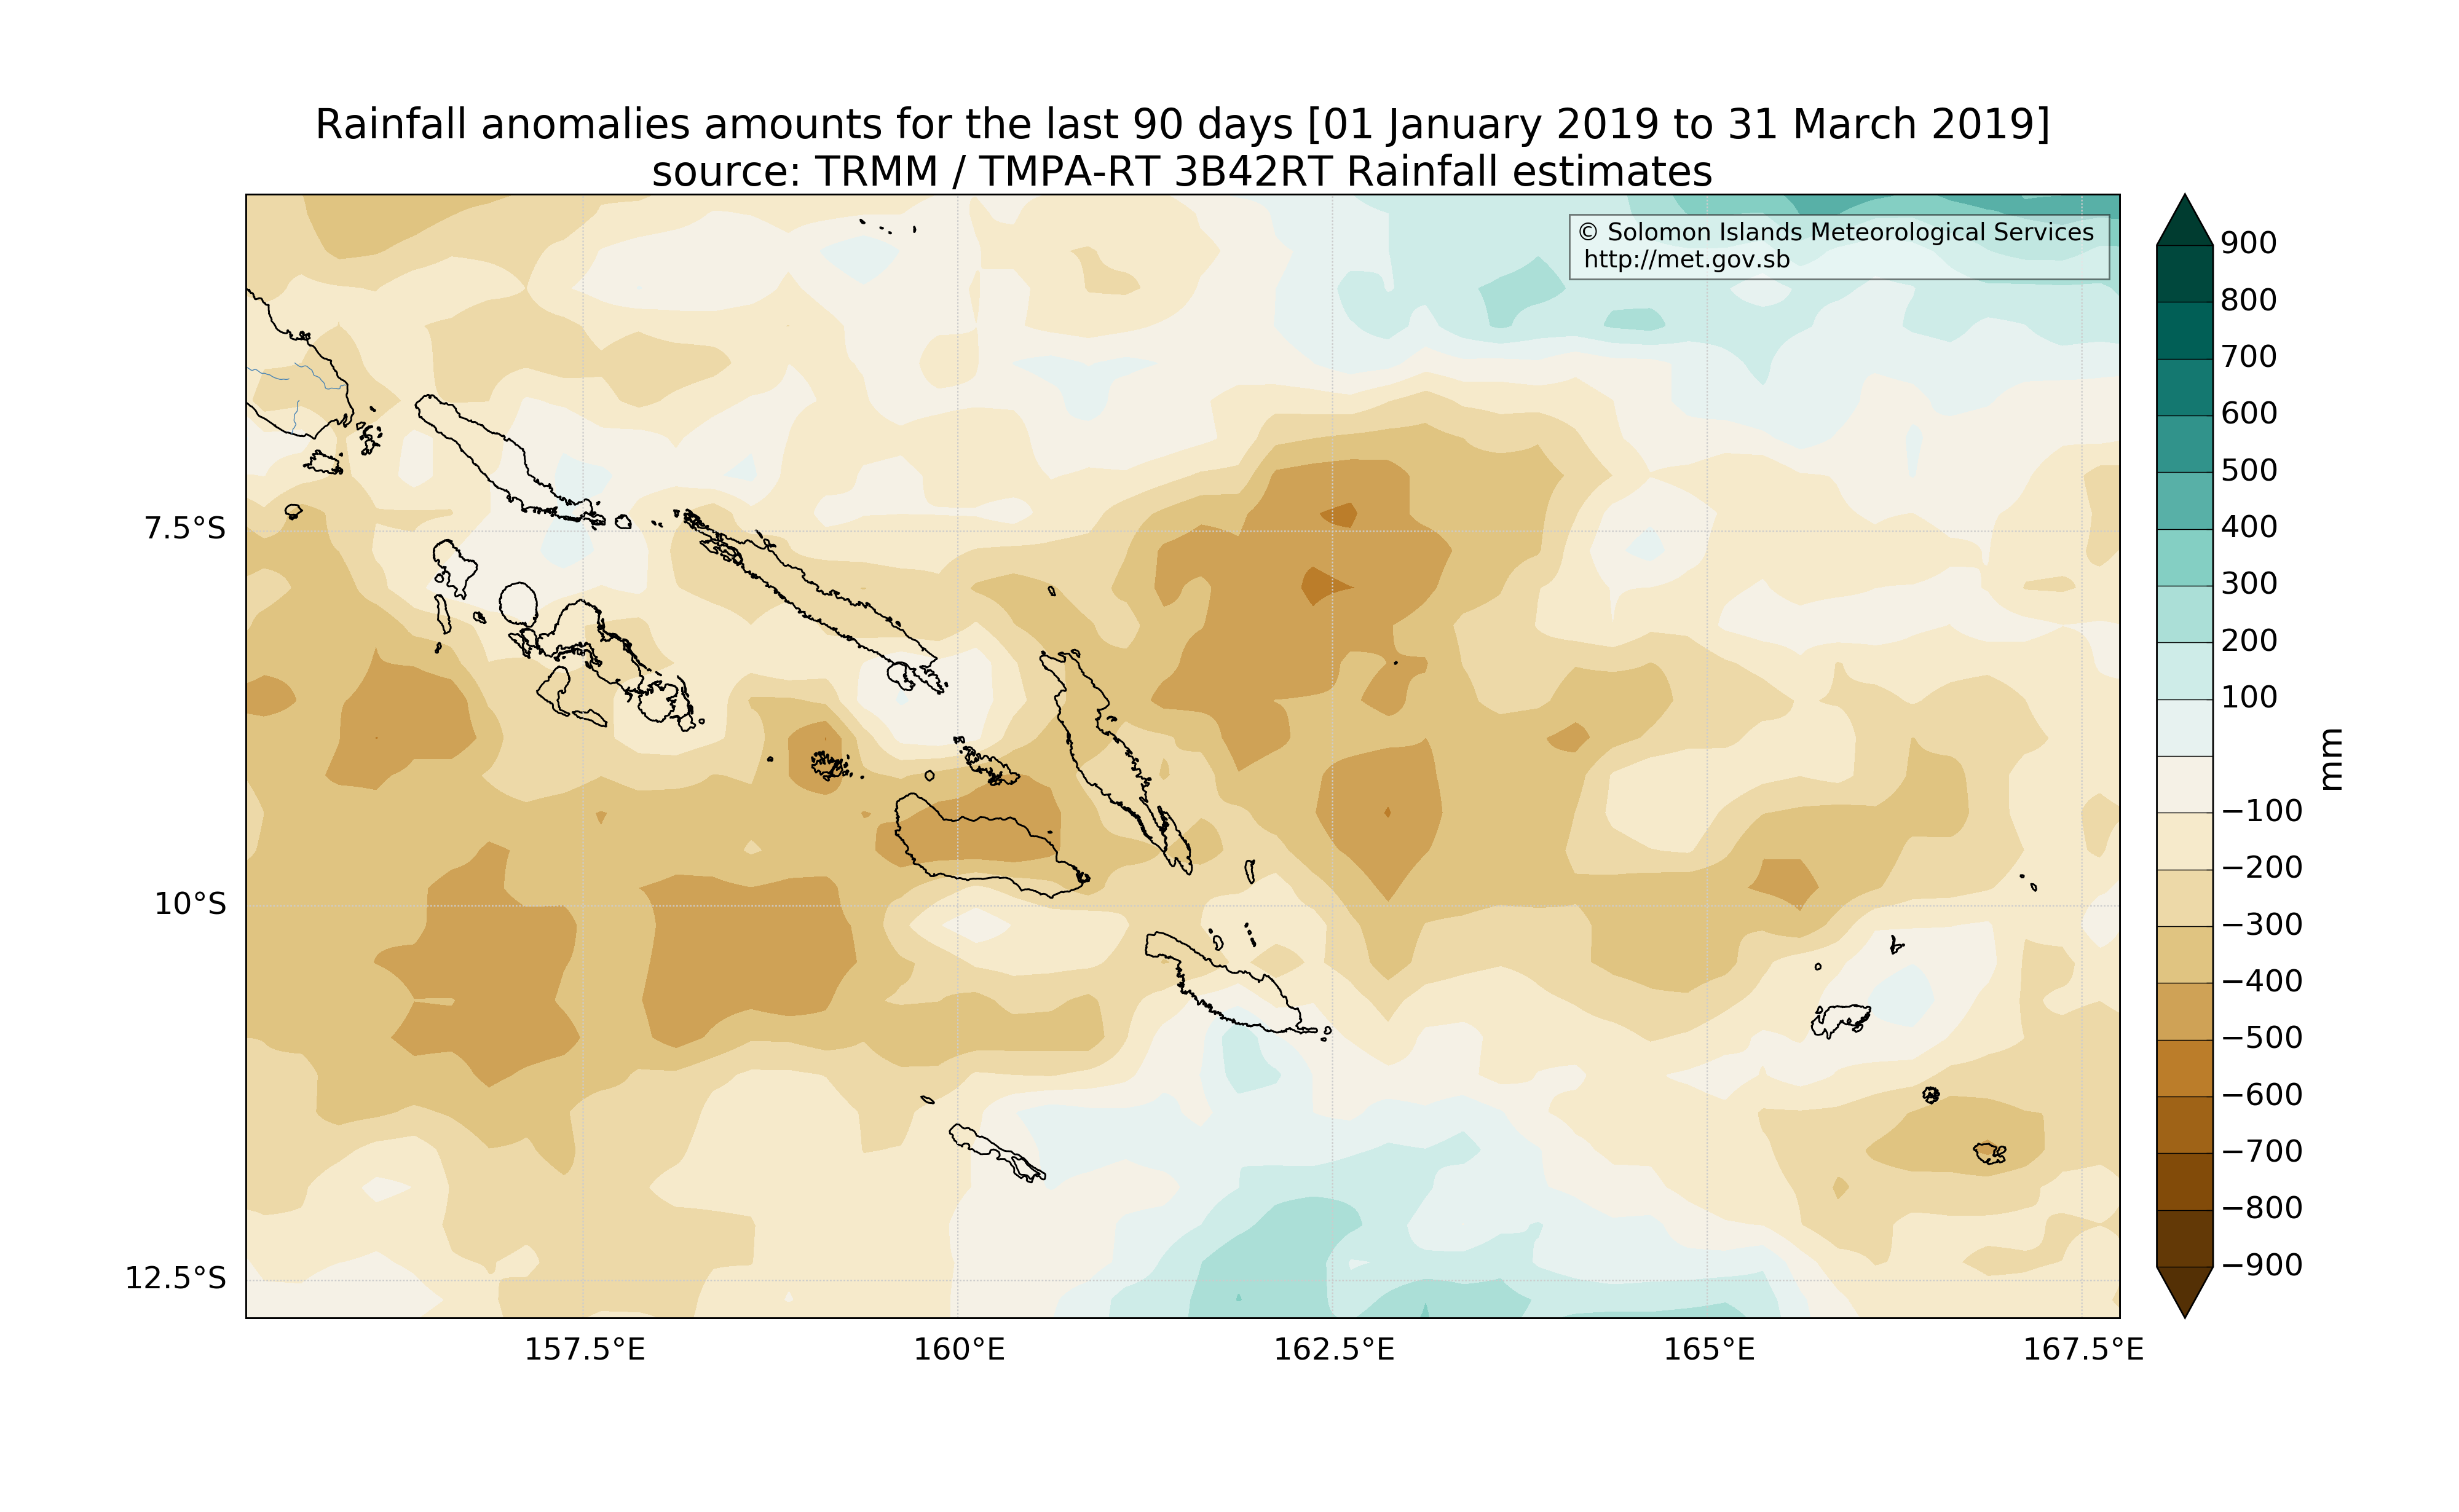 Rainfall anomalies amounts for the last 90 days [01 January 2019 to 31 March 2019]
source: TRMM / TMPA-RT 3B42RT Rainfall estimates
© Solomon Islands Meteorological Services
http://met.gov.sb
7.5°S
10°S
12.5°S
157.5°E
160°E
162.5°E
165°E
167.5°E
900
800
700
600
500
400
300
200
100
−100
−200
−300
−400
−500
−600
−700
−800
−900
mm